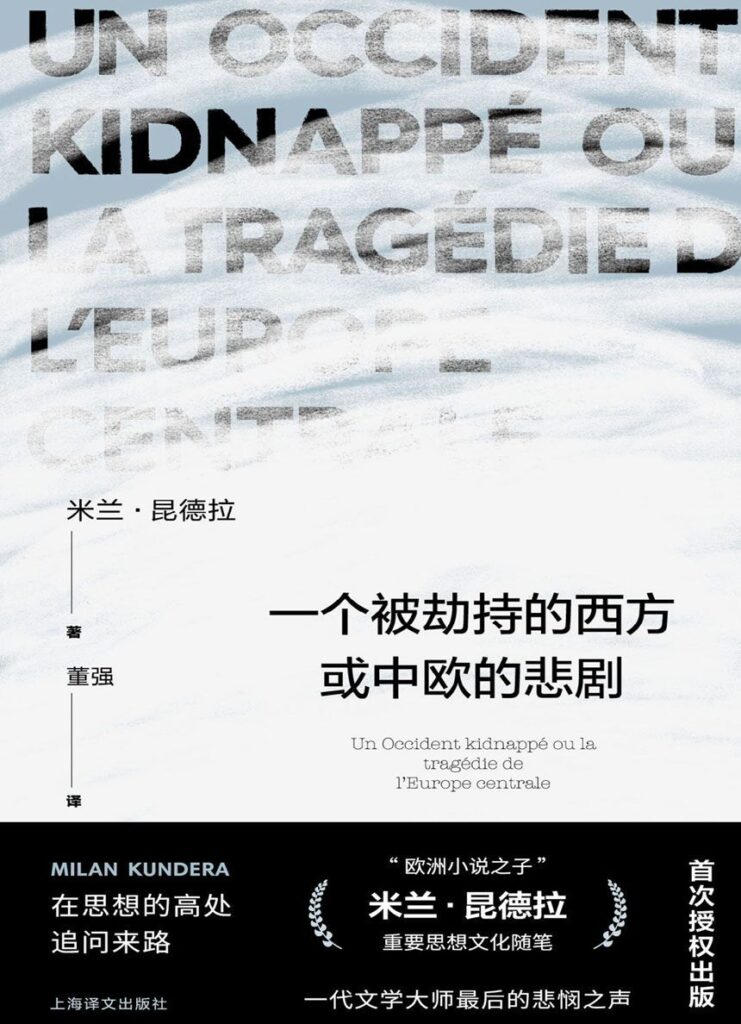 UN OCCIDENT
KIDNAPPÉ OU
LA TRAGÉDIE D
L'EUROPE
CENTRALE
米兰·昆德拉
著
董强
译
一个被劫持的西方
或中欧的悲剧
Un Occident kidnappé ou la
tragédie de
l'Europe centrale
MILAN KUNDERA
在思想的高处
追问来路
上海译文出版社
“欧洲小说之子”
米兰·昆德拉
重要思想文化随笔
一代文学大师最后的悲悯之声
首次授权出版